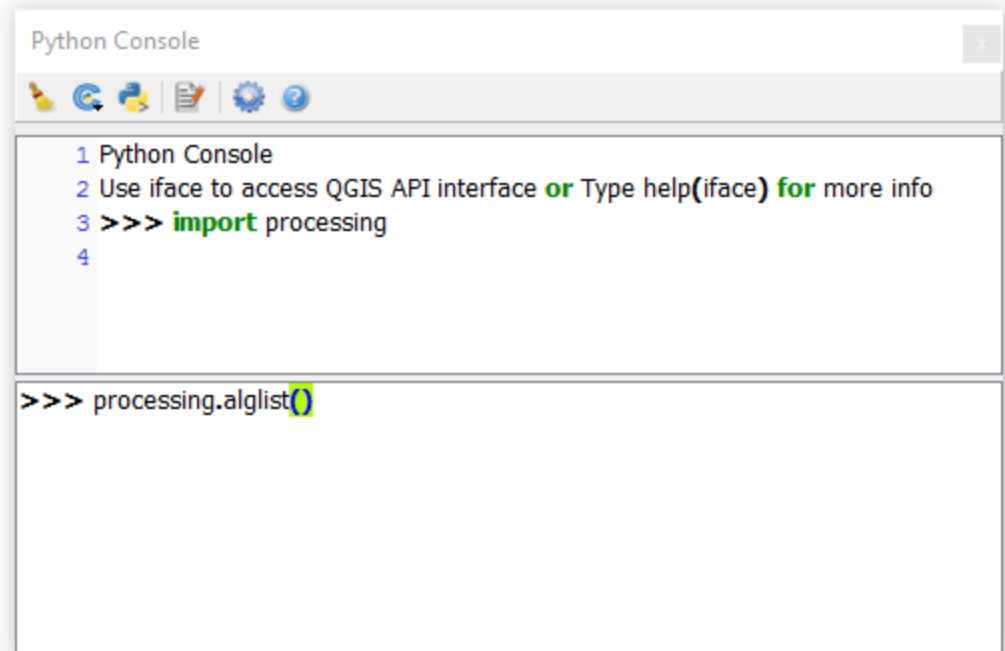 Python Console
1 Python Console
2 Use iface to access QGIS API interface or Type help(iface) for more info
3 >>> import processing
4
>>> processing.alglist()